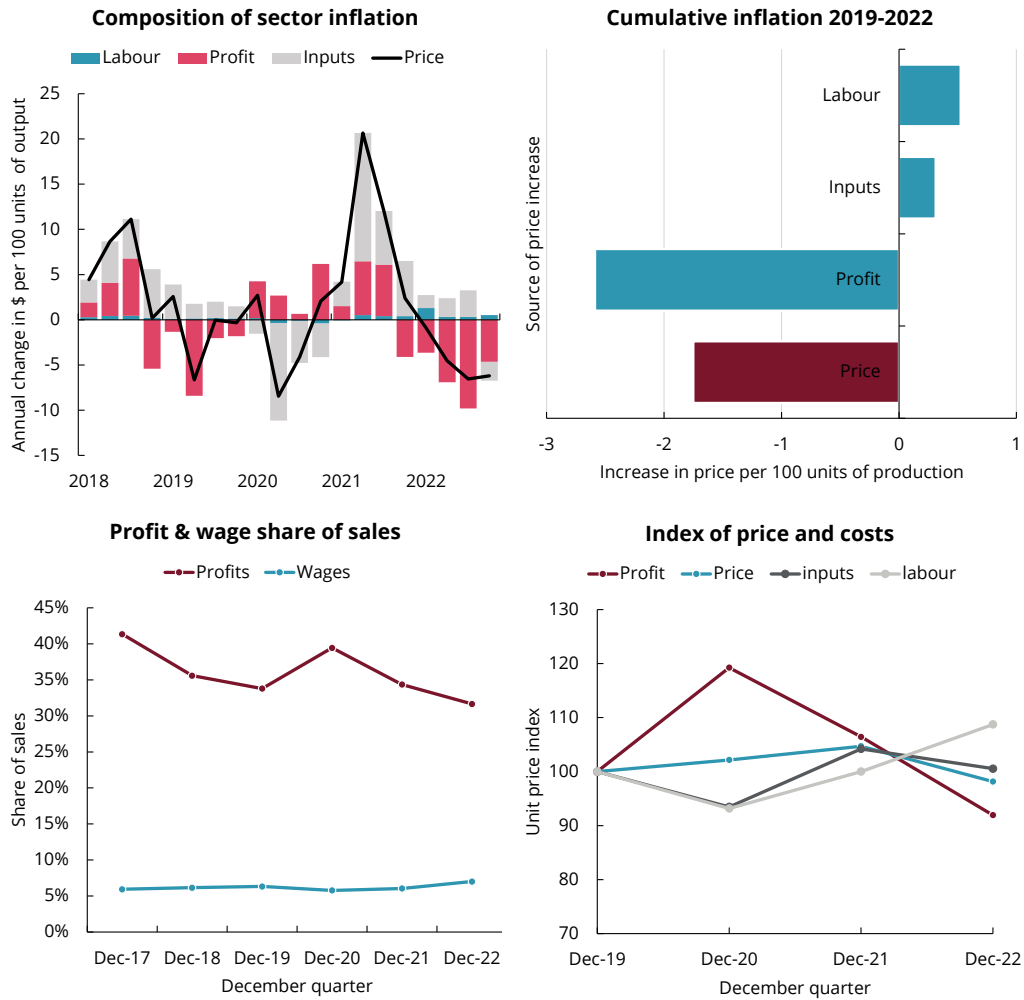 Composition of sector inflation
Labour Profit Inputs Price
Annual change in $ per 100 units of output
25
20
15
10
5
0
-5
-10
-15
2018 2019 2020 2021 2022
Cumulative inflation 2019-2022
Source of price increase
Labour
Inputs
Profit
Price
-3 -2 -1 0 1
Increase in price per 100 units of production
Profit & wage share of sales
Profits Wages
Share of sales
45%
40%
35%
30%
25%
20%
15%
10%
5%
0%
Dec-17 Dec-18 Dec-19 Dec-20 Dec-21 Dec-22
December quarter
Index of price and costs
Profit Price inputs labour
Unit price index
130
120
110
100
90
80
70
Dec-19 Dec-20 Dec-21 Dec-22
December quarter